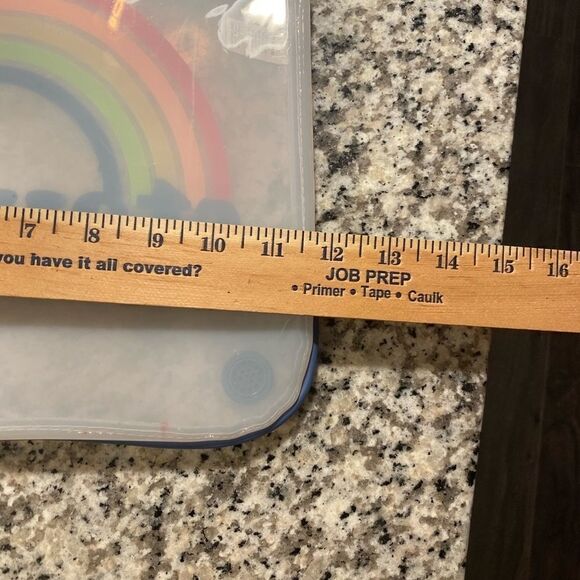 7 8 9 10 11 12 13 14 15 16
you have it all covered?
JOB PREP
• Primer • Tape • Caulk